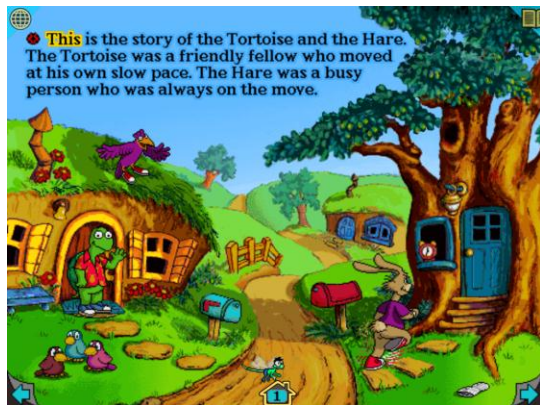 This is the story of the Tortoise and the Hare.
The Tortoise was a friendly fellow who moved
at his own slow pace. The Hare was a busy
person who was always on the move.
1